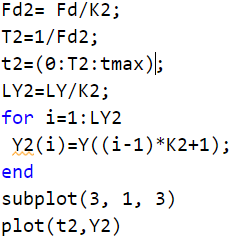 Fd2= Fd/K2;
T2=1/Fd2;
t2=(0:T2:tmax);
LY2=LY/K2;
for i=1:LY2
Y2(i)=Y((i-1)*K2+1);
end
subplot(3, 1, 3)
plot(t2,Y2)